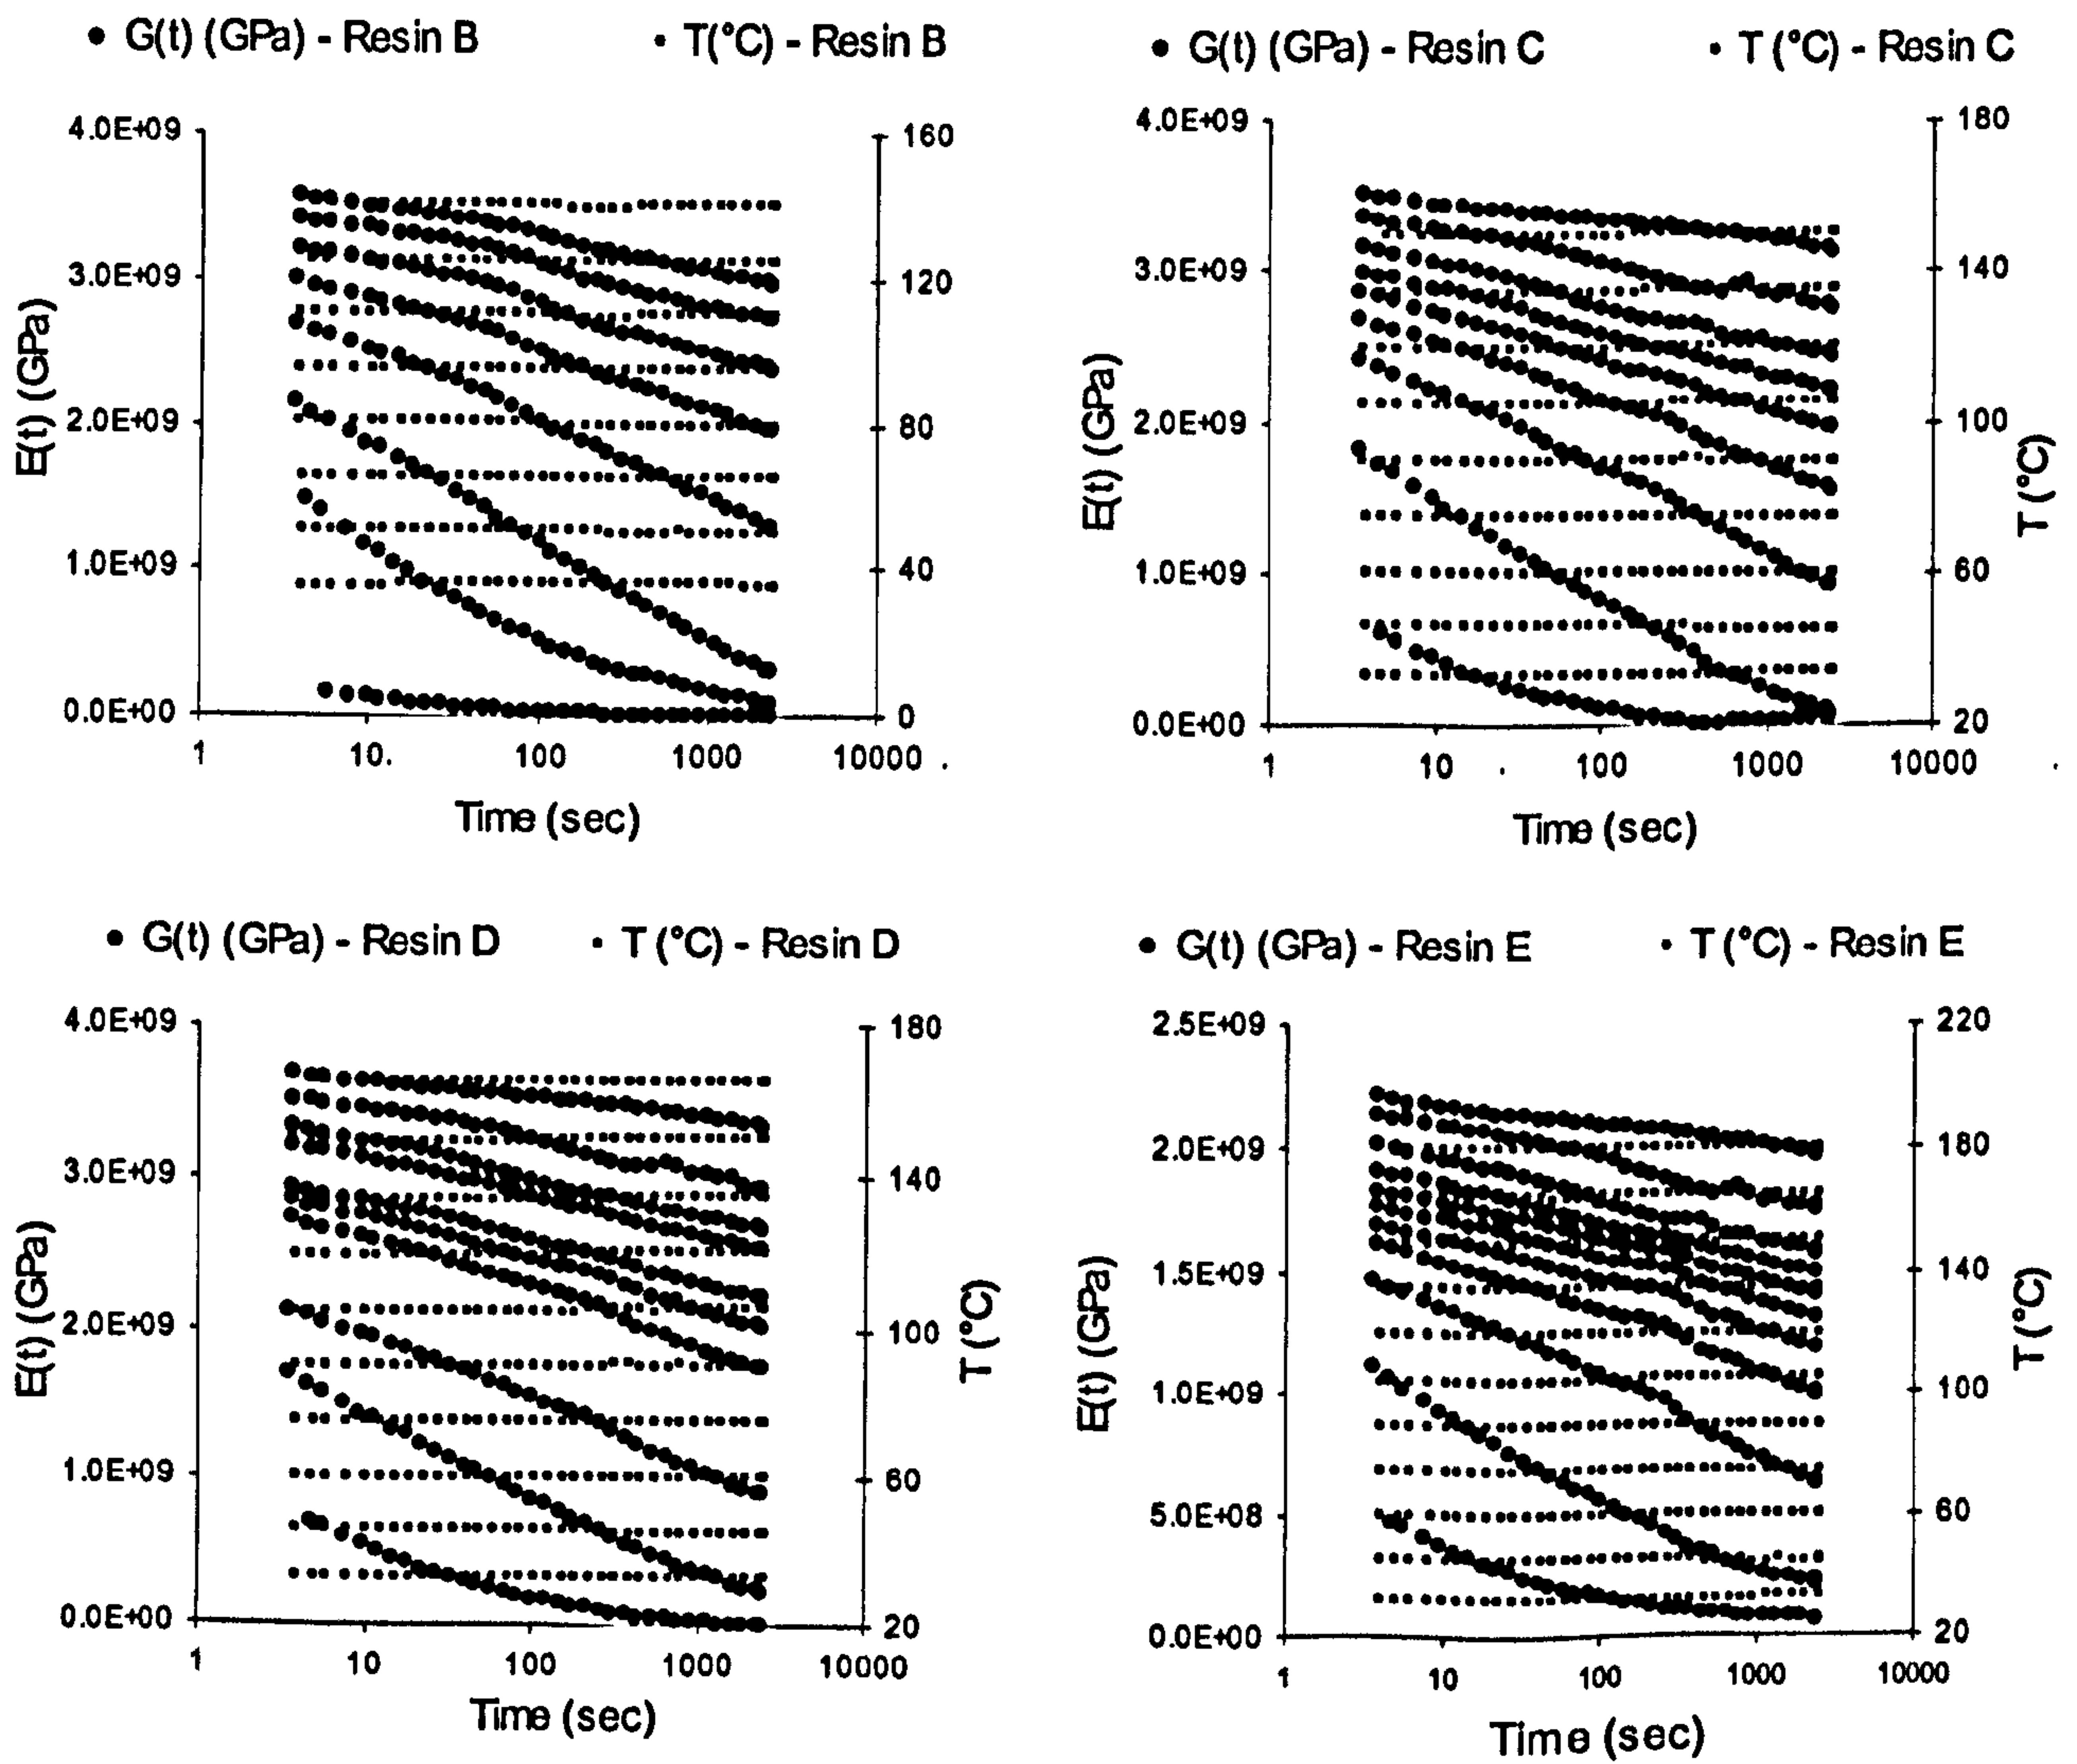 G(t) (GPa) - Resin B
T(°C) - Resin B
4.0E+09
3.0E+09
2.0E+09
1.0E+09
0.0E+00
160
120
80
40
0
E(t) (GPa)
1
10.
100
1000
10000
Time (sec)
G(t) (GPa) - Resin C
T (°C) - Resin C
4.0E+09
3.0E+09
2.0E+09
1.0E+09
0.0E+00
180
140
100
60
20
E(t) (GPa)
T (°C)
1
10
100
1000
10000
Time (sec)
G(t) (GPa) - Resin D
T (°C) - Resin D
4.0E+09
3.0E+09
2.0E+09
1.0E+09
0.0E+00
180
140
100
60
20
E(t) (GPa)
T (°C)
1
10
100
1000
10000
Time (sec)
G(t) (GPa) - Resin E
T (°C) - Resin E
2.5E+09
2.0E+09
1.5E+09
1.0E+09
5.0E+08
0.0E+00
220
180
140
100
60
20
E(t) (GPa)
T (°C)
1
10
100
1000
10000
Time (sec)